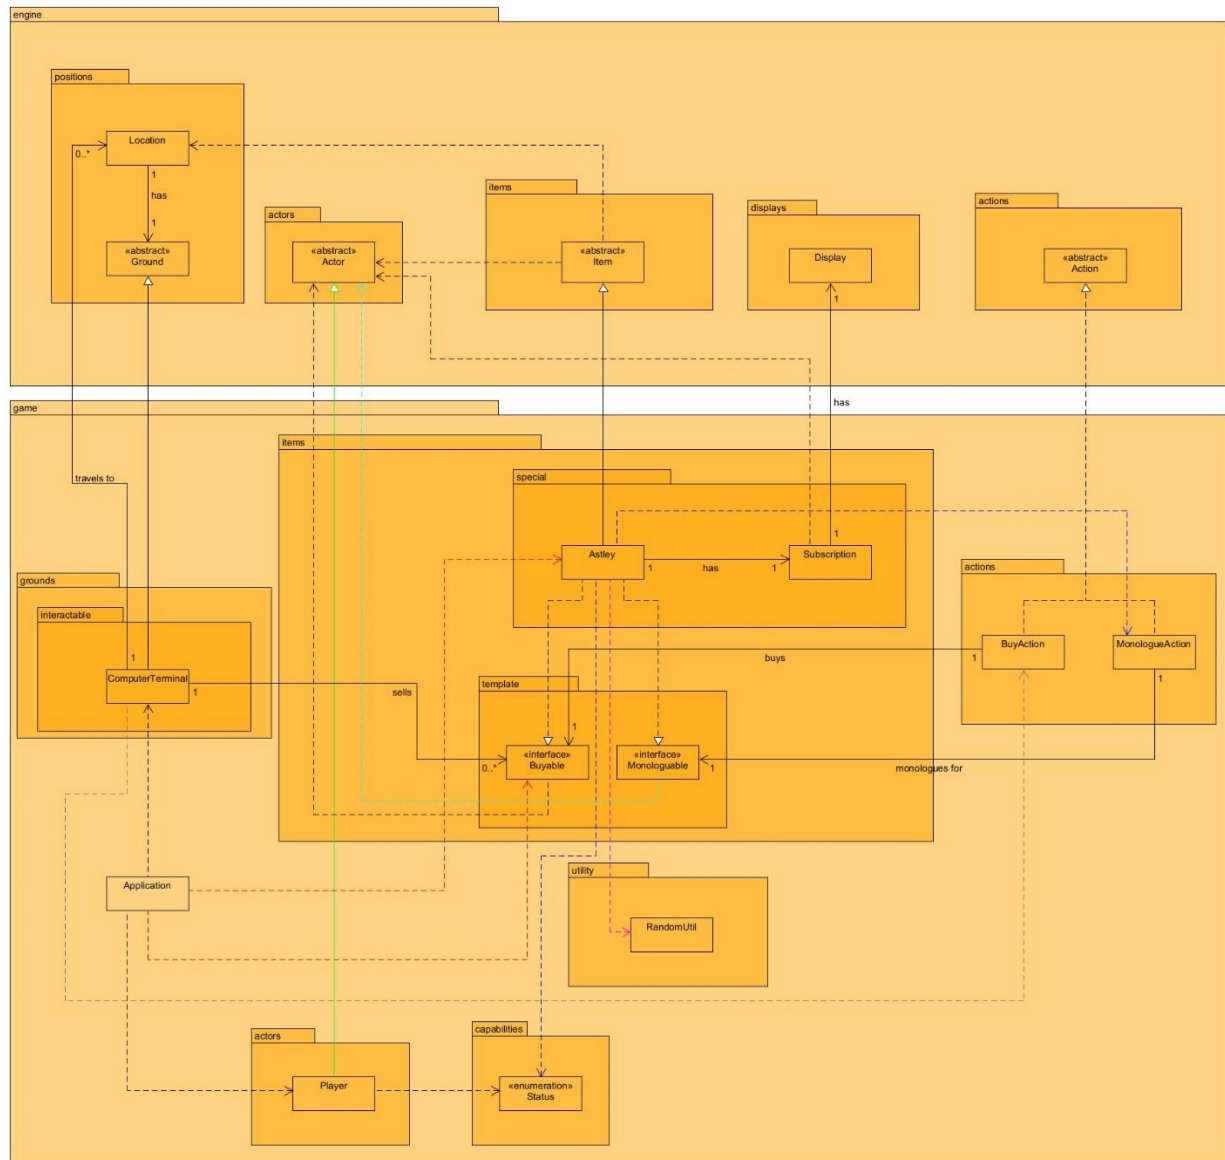 engine
positions
Location
0..*
1
has
1
«abstract»
Ground
actors
«abstract»
Actor
items
«abstract»
Item
displays
Display
1
actions
«abstract»
Action
has
game
items
travels to
special
1
Astley
1
has
1
Subscription
grounds
interactable
1
ComputerTerminal
1
sells
actions
BuyAction
1
MonologueAction
1
buys
template
1
«interface»
Buyable
0..*
«interface»
Monologuable
1
monologues for
Application
utility
RandomUtil
actors
Player
capabilities
«enumeration»
Status